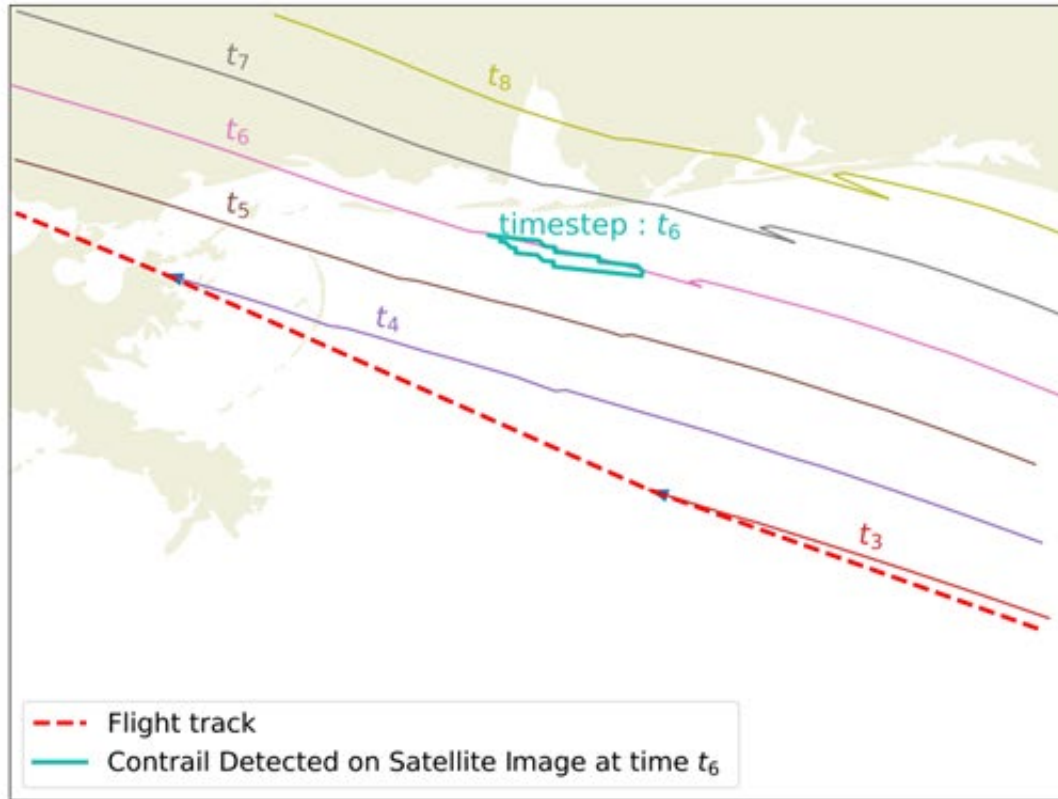 t₇
t₈
t₆
t₅
timestep : t₆
t₄
t₃
Flight track
Contrail Detected on Satellite Image at time t₆